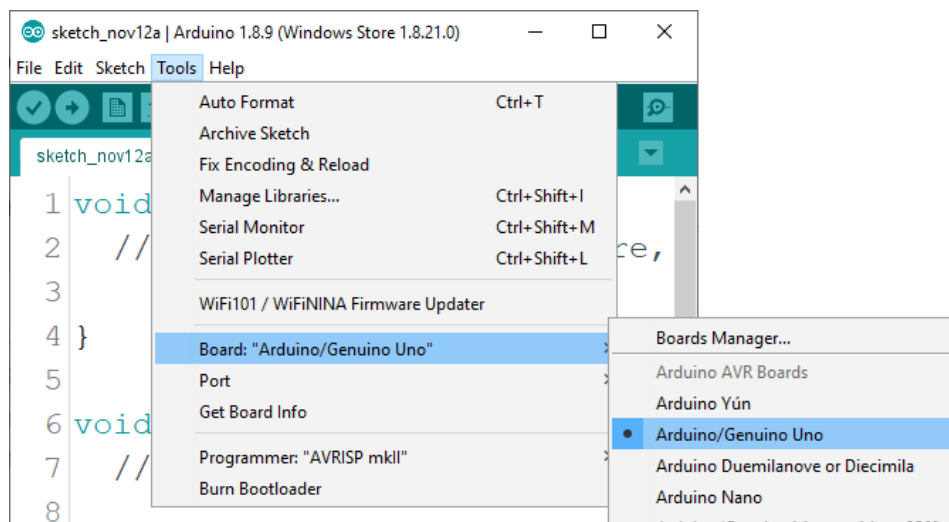 sketch_nov12a | Arduino 1.8.9 (Windows Store 1.8.21.0)
File Edit Sketch Tools Help
sketch_nov12a
Auto Format Ctrl+T
Archive Sketch
Fix Encoding & Reload
Manage Libraries... Ctrl+Shift+I
Serial Monitor Ctrl+Shift+M
Serial Plotter Ctrl+Shift+L
WiFi101 / WiFiNINA Firmware Updater
Board: "Arduino/Genuino Uno"
Port
Get Board Info
Programmer: "AVRISP mkII"
Burn Bootloader
Boards Manager...
Arduino AVR Boards
Arduino Yún
Arduino/Genuino Uno
Arduino Duemilanove or Diecimila
Arduino Nano
1 void
2 // re,
3
4 }
5
6 void
7 //
8